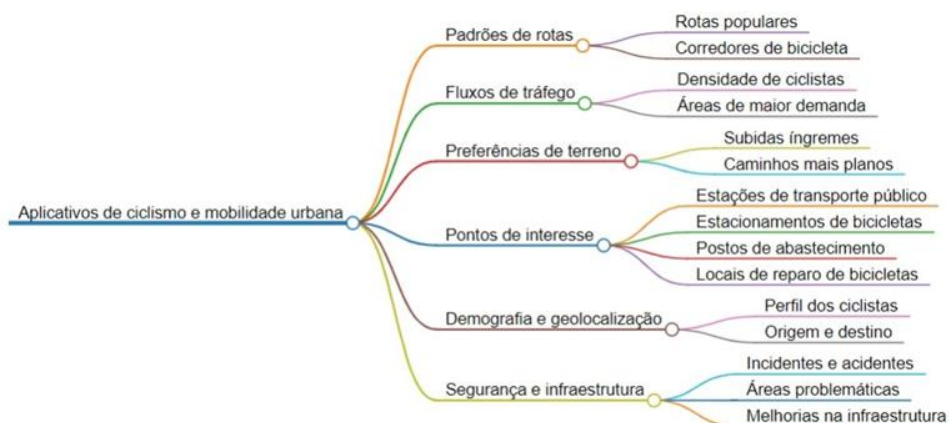 Aplicativos de ciclismo e mobilidade urbana
Padrões de rotas
Rotas populares
Corredores de bicicleta
Fluxos de tráfego
Densidade de ciclistas
Áreas de maior demanda
Preferências de terreno
Subidas íngremes
Caminhos mais planos
Pontos de interesse
Estações de transporte público
Estacionamentos de bicicletas
Postos de abastecimento
Locais de reparo de bicicletas
Demografia e geolocalização
Perfil dos ciclistas
Origem e destino
Segurança e infraestrutura
Incidentes e acidentes
Áreas problemáticas
Melhorias na infraestrutura